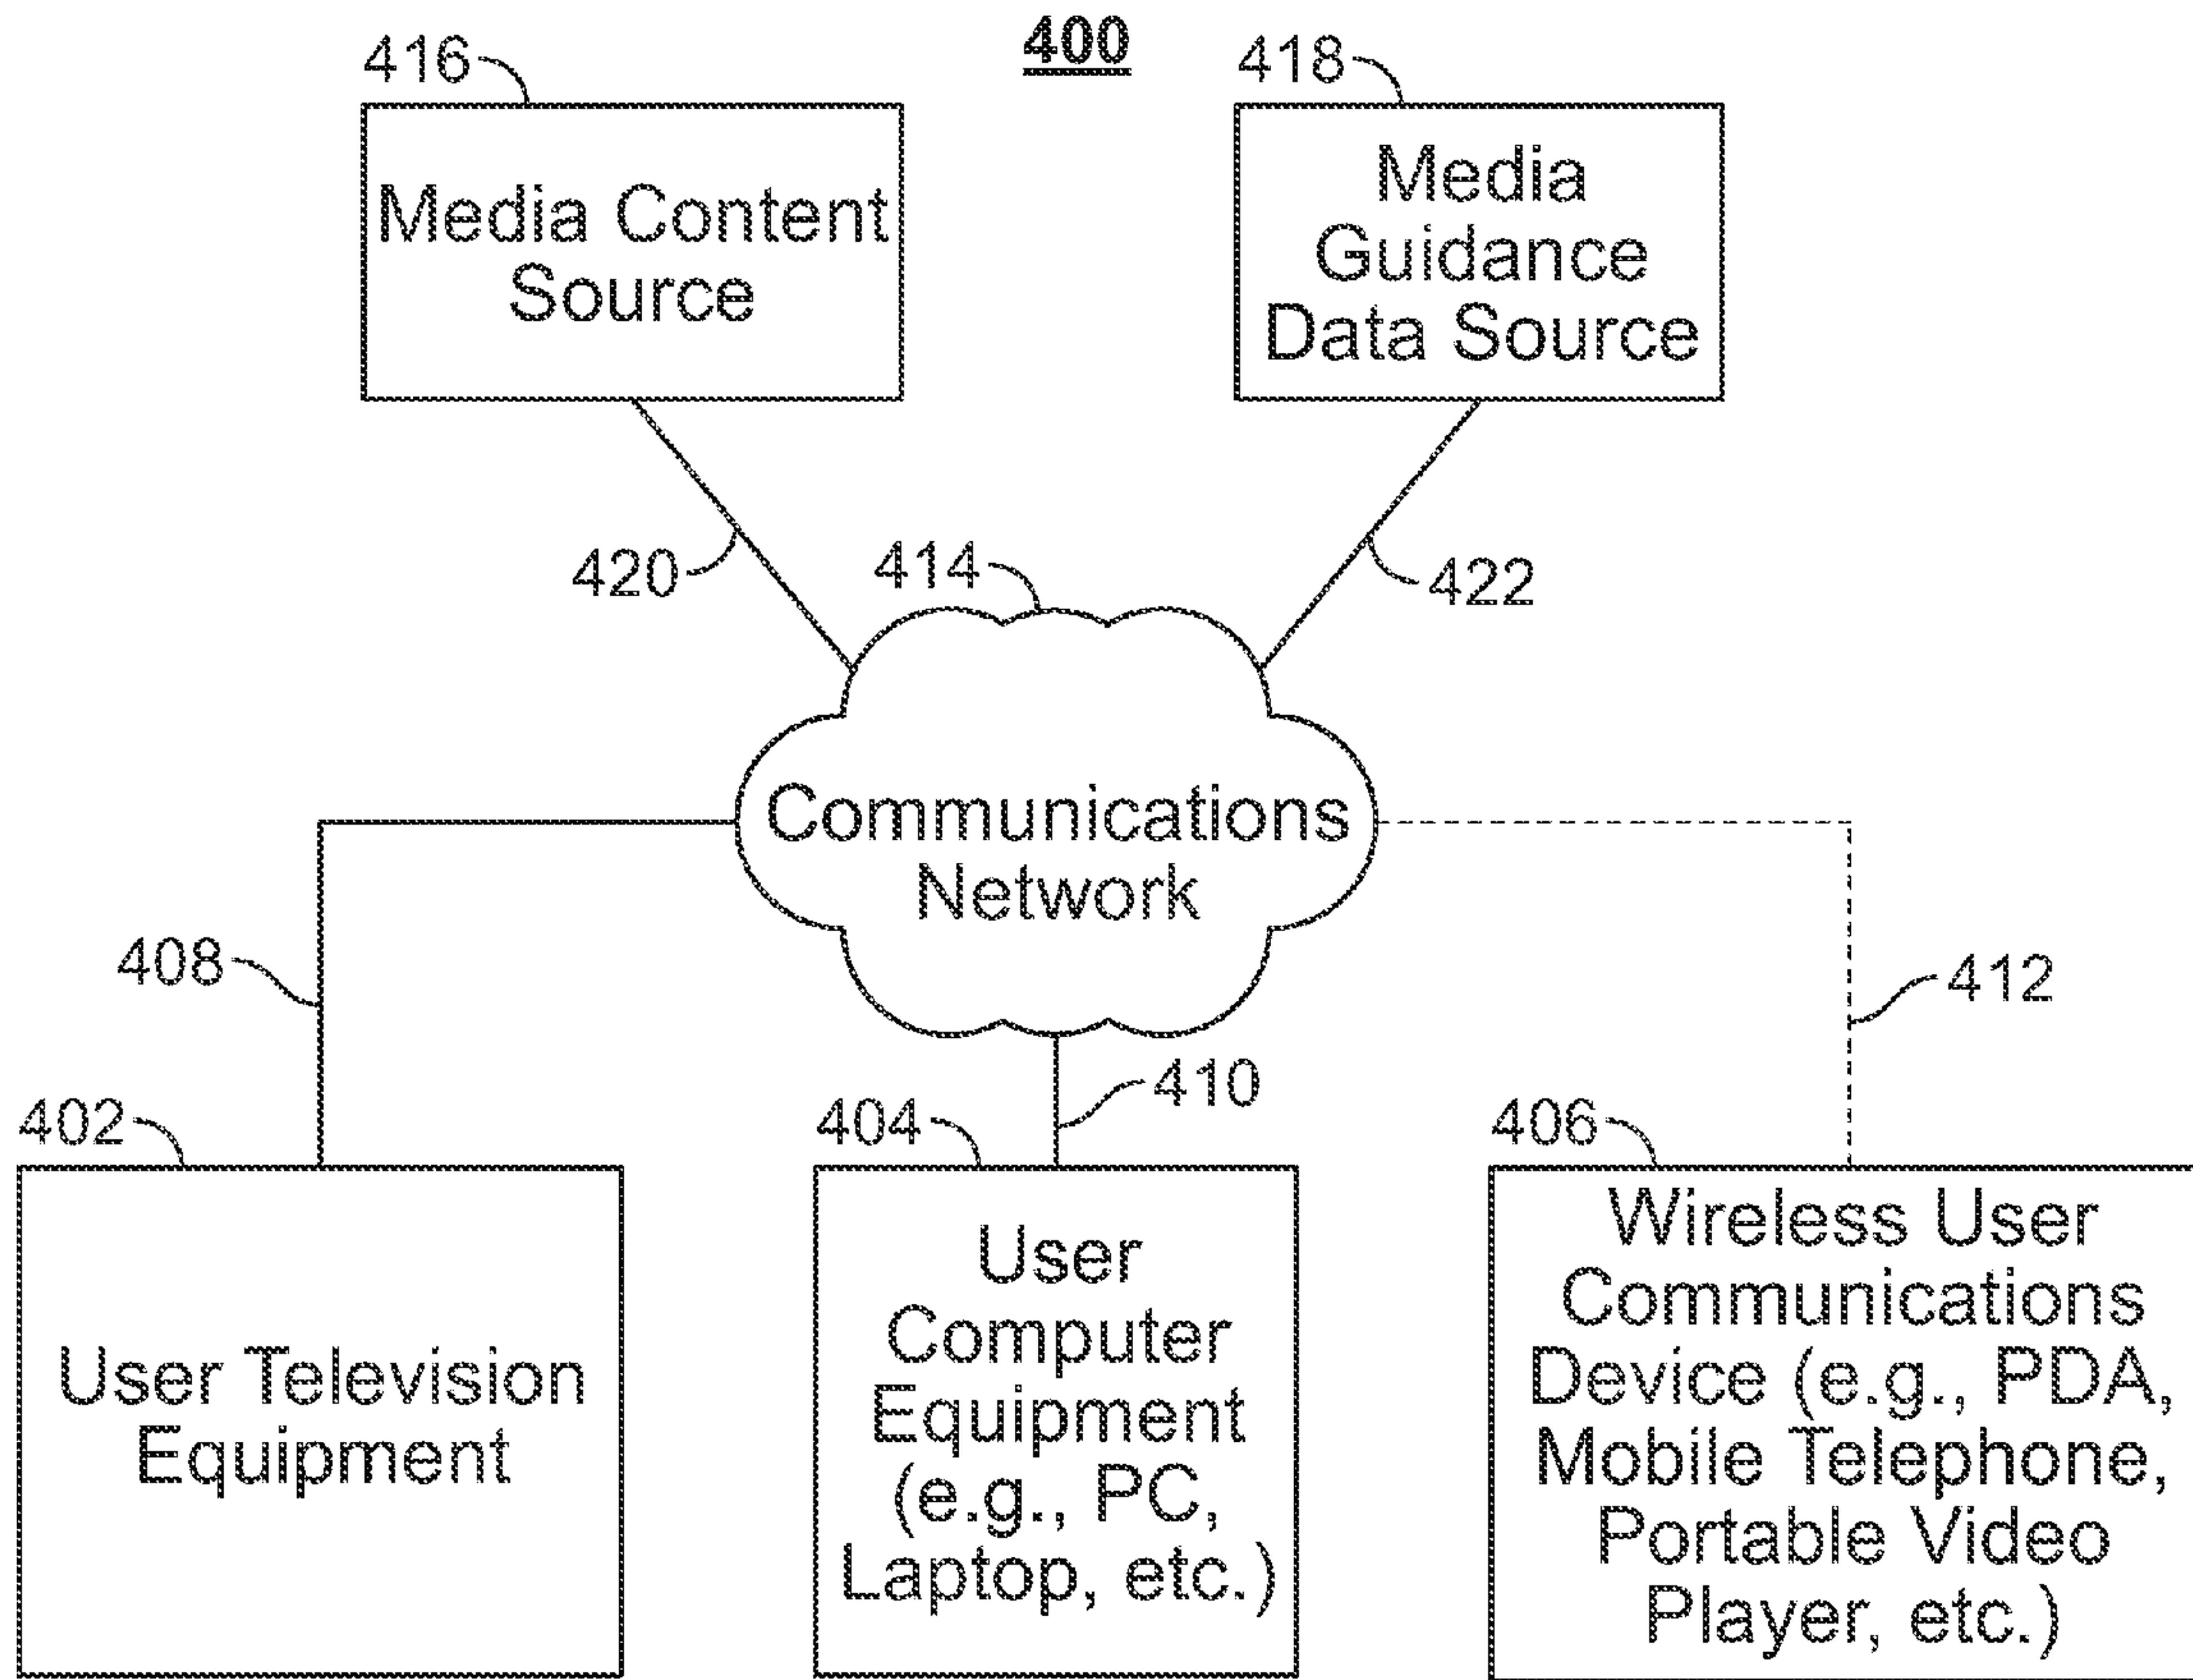 400
416
418
Media Content
Source
Media
Guidance
Data Source
420
414
422
Communications
Network
408
412
410
402
404
406
User Television
Equipment
User
Computer
Equipment
(e.g., PC,
Laptop, etc.)
Wireless User
Communications
Device (e.g., PDA,
Mobile Telephone,
Portable Video
Player, etc.)